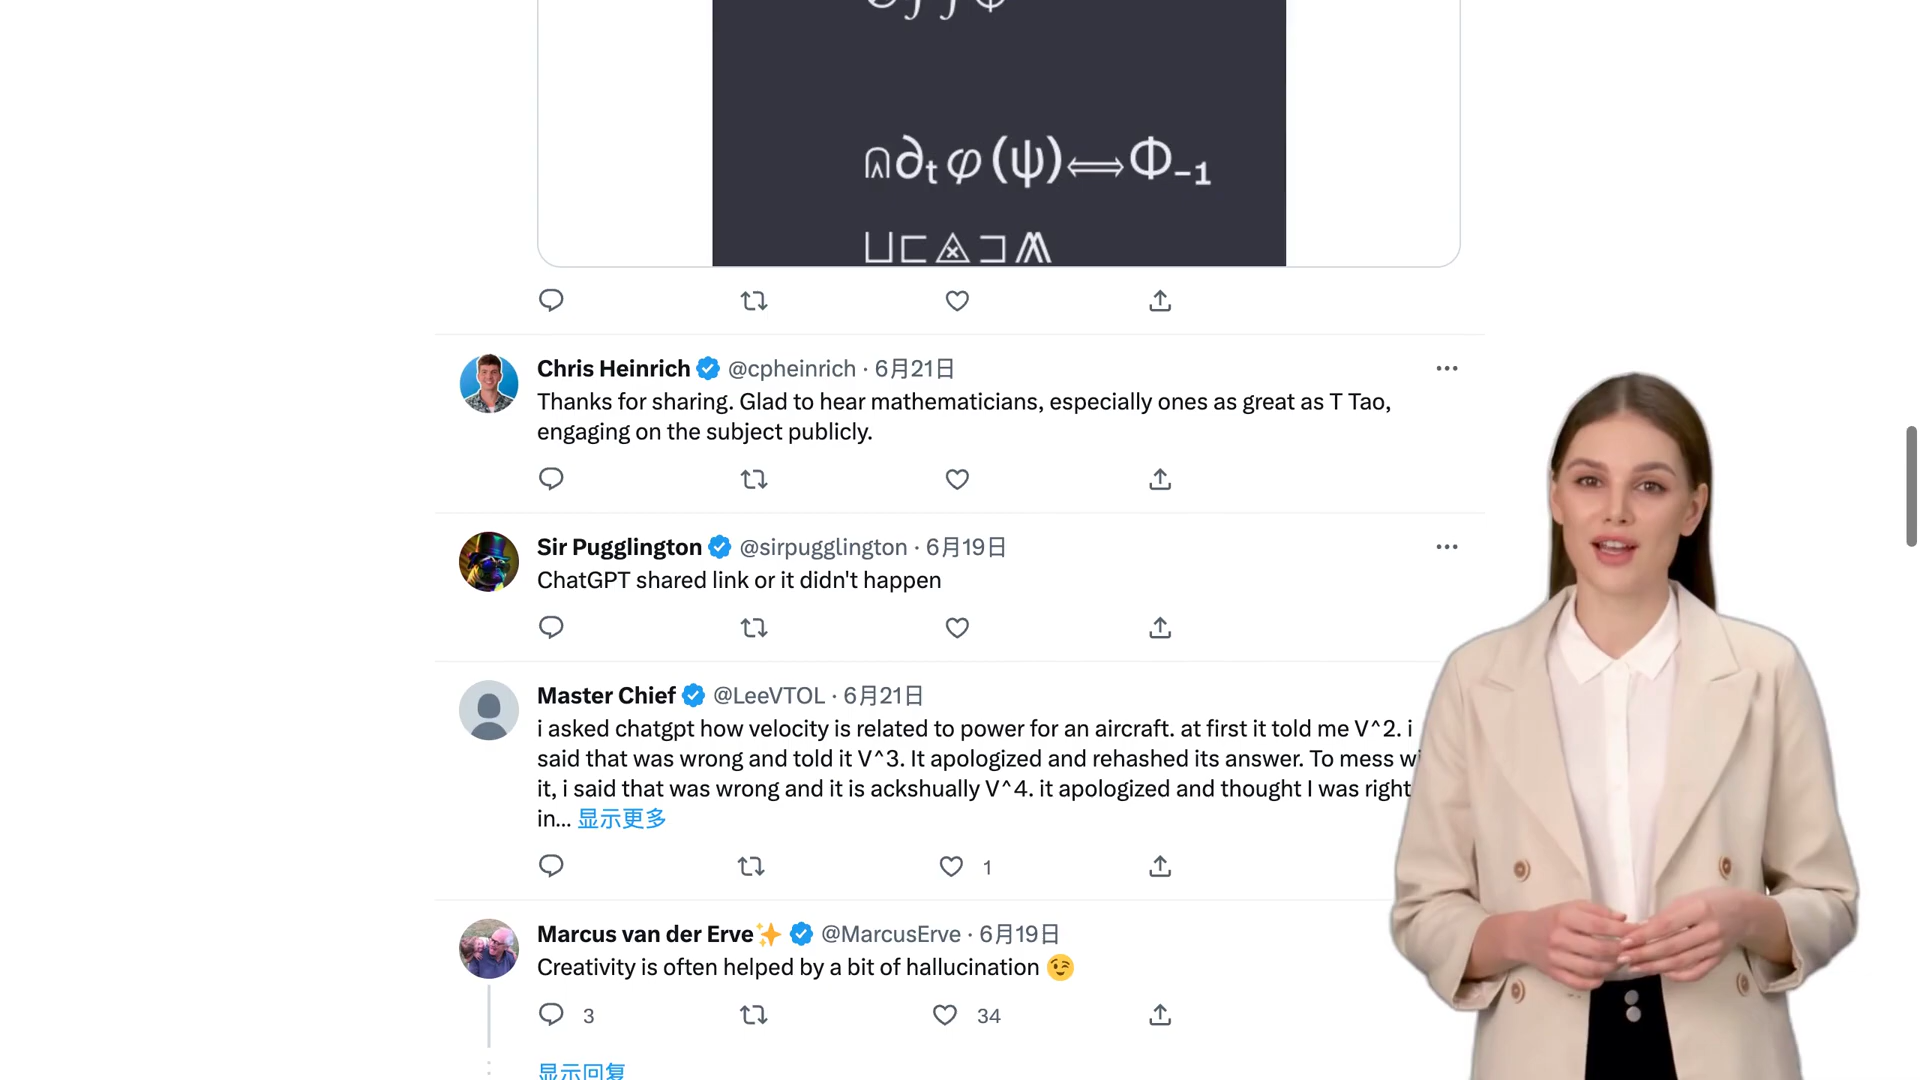 ∂ₜφ(ψ)⟺Φ₋₁
Chris Heinrich @cpheinrich · 6月21日
Thanks for sharing. Glad to hear mathematicians, especially ones as great as T Tao,
engaging on the subject publicly.
Sir Pugglington @sirpugglington · 6月19日
ChatGPT shared link or it didn't happen
Master Chief @LeeVTOL · 6月21日
i asked chatgpt how velocity is related to power for an aircraft. at first it told me V^2. i
said that was wrong and told it V^3. It apologized and rehashed its answer. To mess wi
it, i said that was wrong and it is ackshually V^4. it apologized and thought I was right
in... 显示更多
1
Marcus van der Erve✨ @MarcusErve · 6月19日
Creativity is often helped by a bit of hallucination 😉
3 34
显示回复